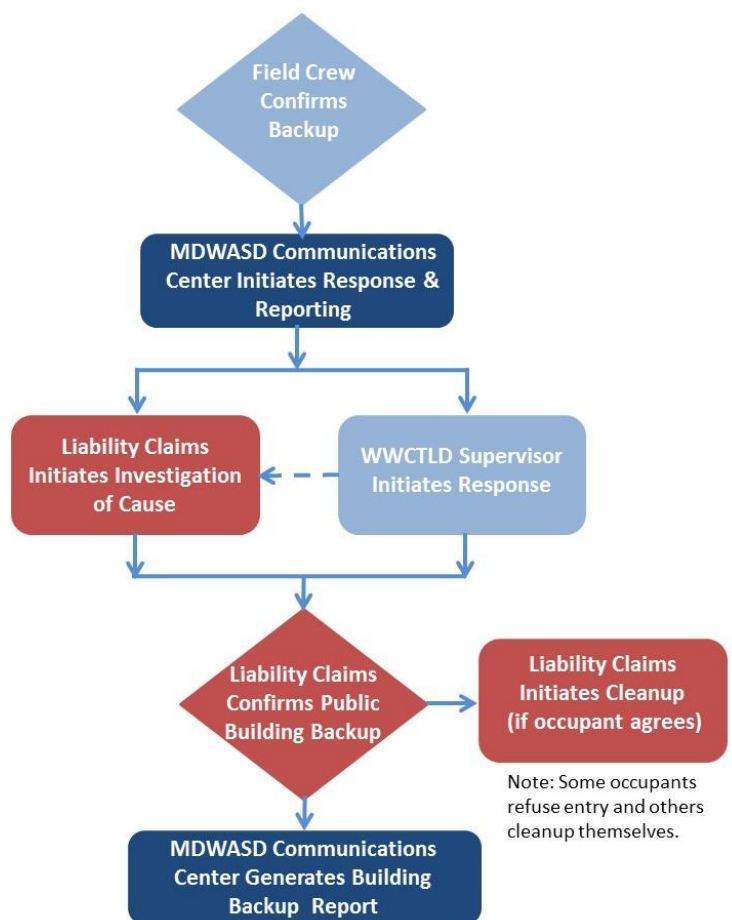 Field Crew
Confirms
Backup
MDWASD Communications
Center Initiates Response &
Reporting
Liability Claims
Initiates Investigation
of Cause
WWCTLD Supervisor
Initiates Response
Liability Claims
Confirms Public
Building Backup
Liability Claims
Initiates Cleanup
(if occupant agrees)
Note: Some occupants
refuse entry and others
cleanup themselves.
MDWASD Communications
Center Generates Building
Backup Report